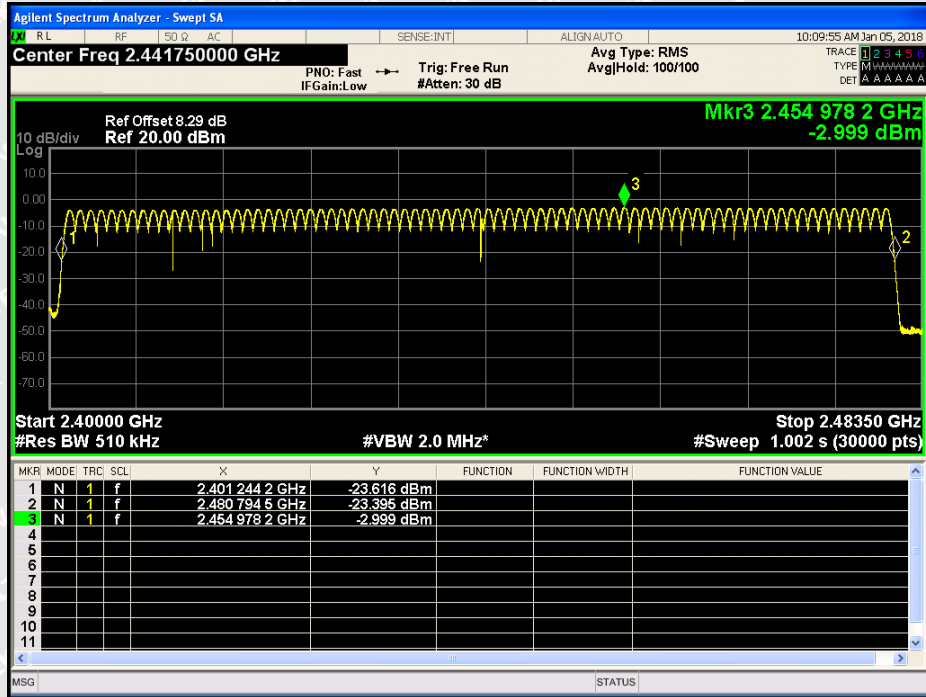 Agilent Spectrum Analyzer - Swept SA
LXI RL RF 50 Ω AC SENSE:INT ALIGN AUTO 10:09:55 AM Jan 05, 2018
Center Freq 2.441750000 GHz Avg Type: RMS TRACE 1 2 3 4 5 6
PNO: Fast Trig: Free Run Avg|Hold: 100/100 TYPE M WWWWW
IFGain:Low #Atten: 30 dB DET A A A A A A
Mkr3 2.454 978 2 GHz
Ref Offset 8.29 dB -2.999 dBm
10 dB/div Ref 20.00 dBm
Log
10.0
3
0.00
-10.0
1 2
-20.0
-30.0
-40.0
-50.0
-60.0
-70.0
Start 2.40000 GHz Stop 2.48350 GHz
#Res BW 510 kHz #VBW 2.0 MHz* #Sweep 1.002 s (30000 pts)
MKR MODE TRC SCL X Y FUNCTION FUNCTION WIDTH FUNCTION VALUE
1 N 1 f 2.401 244 2 GHz -23.616 dBm
2 N 1 f 2.480 794 5 GHz -23.395 dBm
3 N 1 f 2.454 978 2 GHz -2.999 dBm
4
5
6
7
8
9
10
11
MSG STATUS